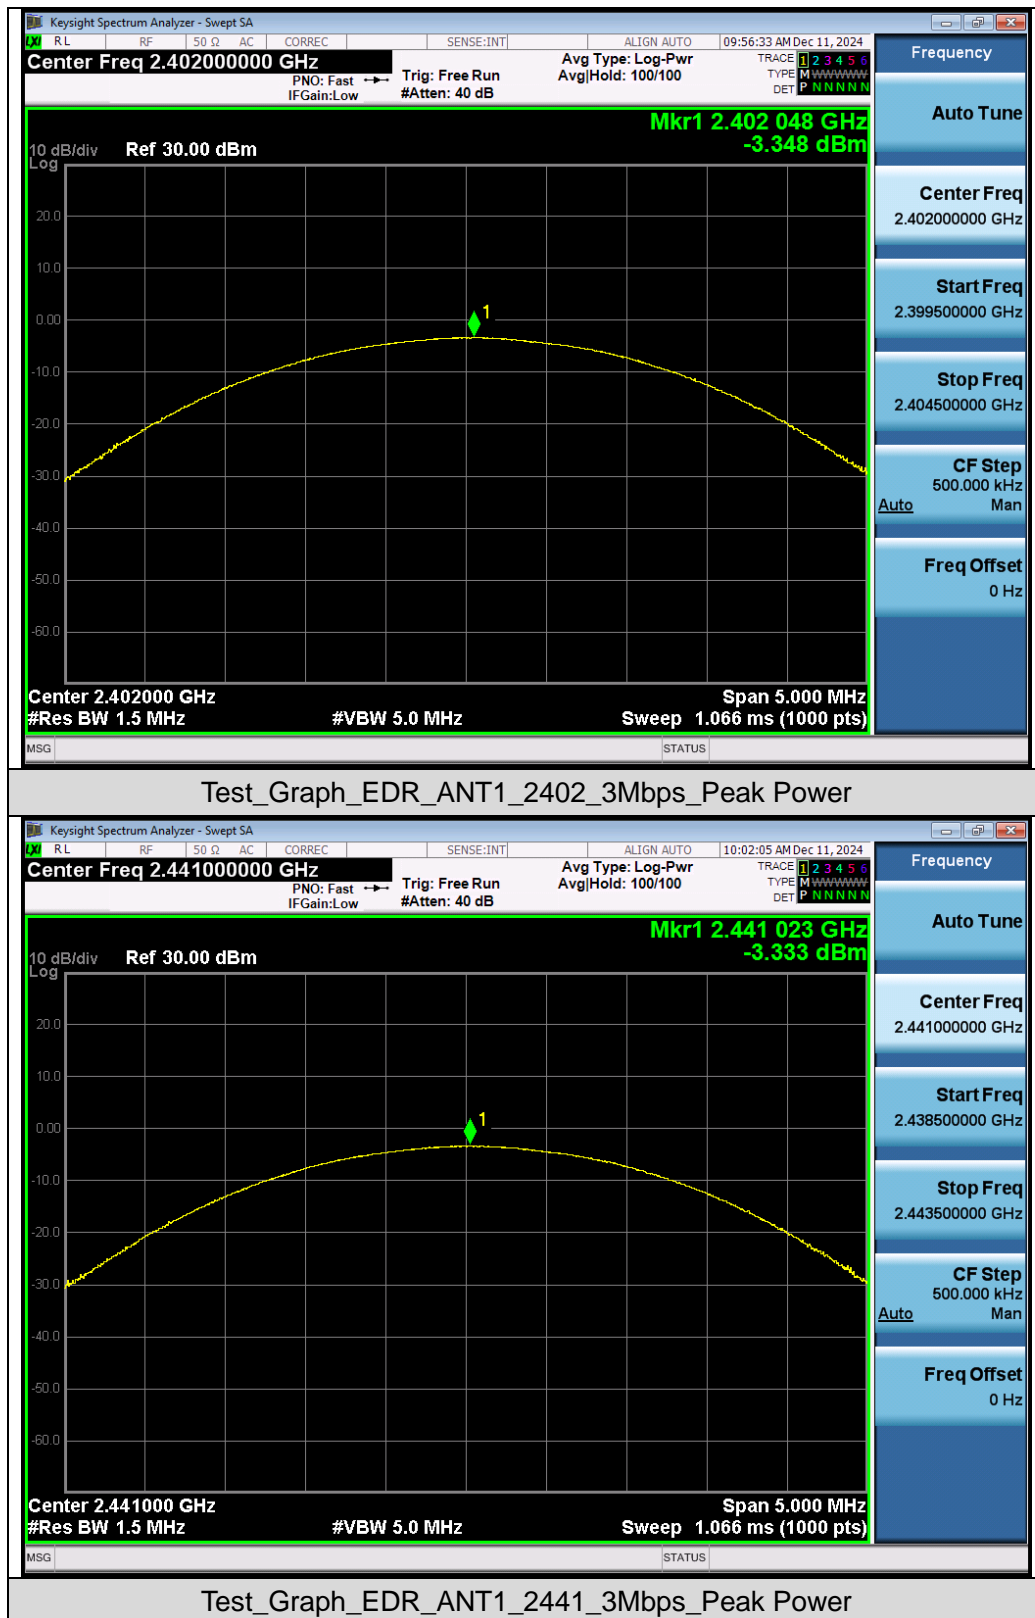 Keysight Spectrum Analyzer - Swept SA
LXI RL RF 50 Ω AC CORREC SENSE:INT ALIGN AUTO 09:56:33 AM Dec 11, 2024
Center Freq 2.402000000 GHz
PNO: Fast
IFGain:Low
Trig: Free Run
#Atten: 40 dB
Avg Type: Log-Pwr
Avg|Hold: 100/100
TRACE 1 2 3 4 5 6
TYPE M WWWWW
DET P N N N N N
Mkr1 2.402 048 GHz
-3.348 dBm
10 dB/div
Log
Ref 30.00 dBm
20.0
10.0
0.00
-10.0
-20.0
-30.0
-40.0
-50.0
-60.0
1
Center 2.402000 GHz
Span 5.000 MHz
#Res BW 1.5 MHz
#VBW 5.0 MHz
Sweep 1.066 ms (1000 pts)
MSG
STATUS
Frequency
Auto Tune
Center Freq
2.402000000 GHz
Start Freq
2.399500000 GHz
Stop Freq
2.404500000 GHz
CF Step
500.000 kHz
Auto Man
Freq Offset
0 Hz
Test_Graph_EDR_ANT1_2402_3Mbps_Peak Power
Keysight Spectrum Analyzer - Swept SA
LXI RL RF 50 Ω AC CORREC SENSE:INT ALIGN AUTO 10:02:05 AM Dec 11, 2024
Center Freq 2.441000000 GHz
PNO: Fast
IFGain:Low
Trig: Free Run
#Atten: 40 dB
Avg Type: Log-Pwr
Avg|Hold: 100/100
TRACE 1 2 3 4 5 6
TYPE M WWWWW
DET P N N N N N
Mkr1 2.441 023 GHz
-3.333 dBm
10 dB/div
Log
Ref 30.00 dBm
20.0
10.0
0.00
-10.0
-20.0
-30.0
-40.0
-50.0
-60.0
1
Center 2.441000 GHz
Span 5.000 MHz
#Res BW 1.5 MHz
#VBW 5.0 MHz
Sweep 1.066 ms (1000 pts)
MSG
STATUS
Frequency
Auto Tune
Center Freq
2.441000000 GHz
Start Freq
2.438500000 GHz
Stop Freq
2.443500000 GHz
CF Step
500.000 kHz
Auto Man
Freq Offset
0 Hz
Test_Graph_EDR_ANT1_2441_3Mbps_Peak Power